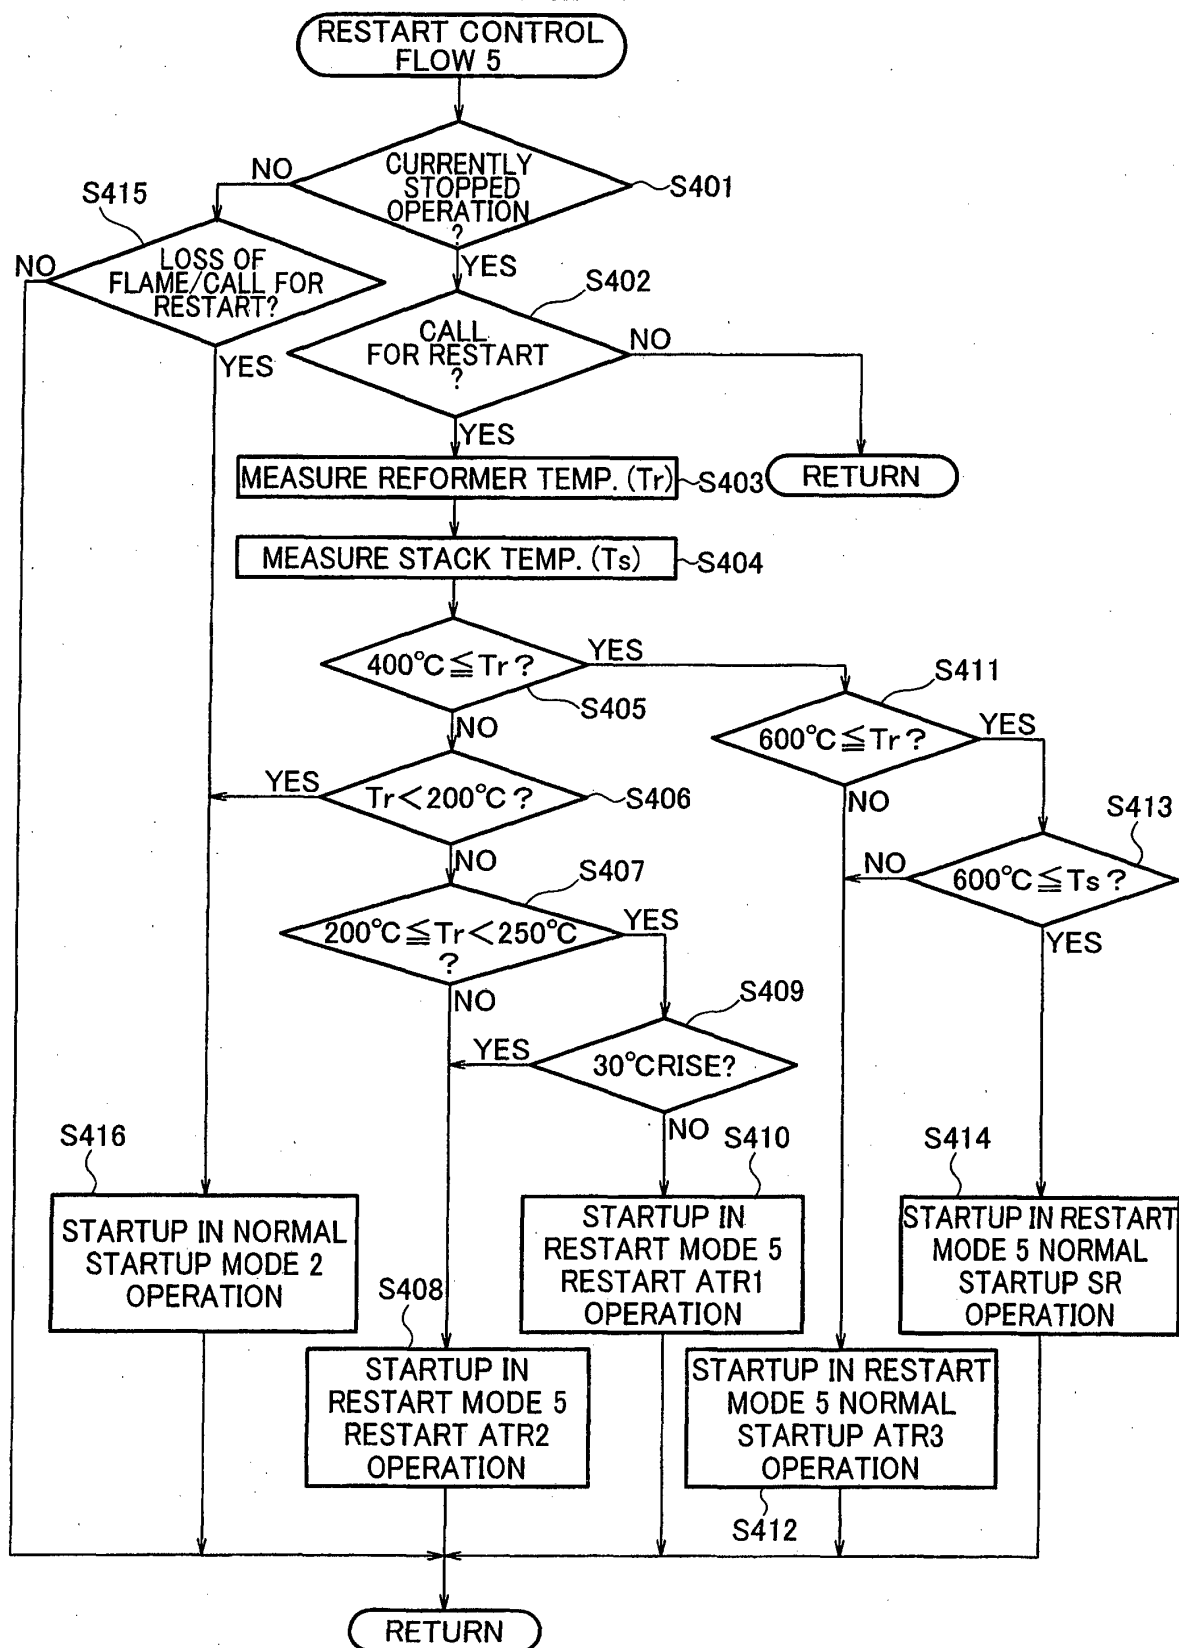 RESTART CONTROL
FLOW 5
CURRENTLY
STOPPED
OPERATION
?
S401
NO
YES
S415
LOSS OF
FLAME/CALL FOR
RESTART?
NO
YES
S402
CALL
FOR RESTART
?
NO
YES
RETURN
MEASURE REFORMER TEMP. (Tr)
S403
MEASURE STACK TEMP. (Ts)
S404
400°C≦Tr?
YES
S405
NO
S411
600°C≦Tr?
YES
NO
Tr<200°C?
YES
S406
NO
S413
600°C≦Ts?
NO
YES
S407
200°C≦Tr<250°C
?
YES
NO
S409
30°CRISE?
YES
NO
S416
STARTUP IN NORMAL
STARTUP MODE 2
OPERATION
S410
STARTUP IN
RESTART MODE 5
RESTART ATR1
OPERATION
S414
STARTUP IN RESTART
MODE 5 NORMAL
STARTUP SR
OPERATION
S408
STARTUP IN
RESTART MODE 5
RESTART ATR2
OPERATION
STARTUP IN RESTART
MODE 5 NORMAL
STARTUP ATR3
OPERATION
S412
RETURN